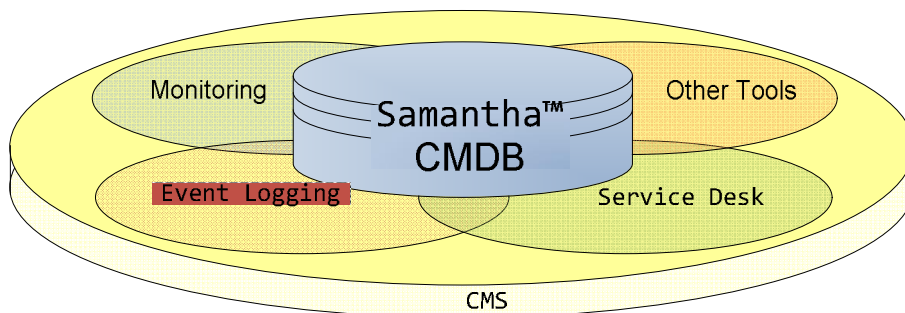 Monitoring
Other Tools
Samantha™
CMDB
Event Logging
Service Desk
CMS